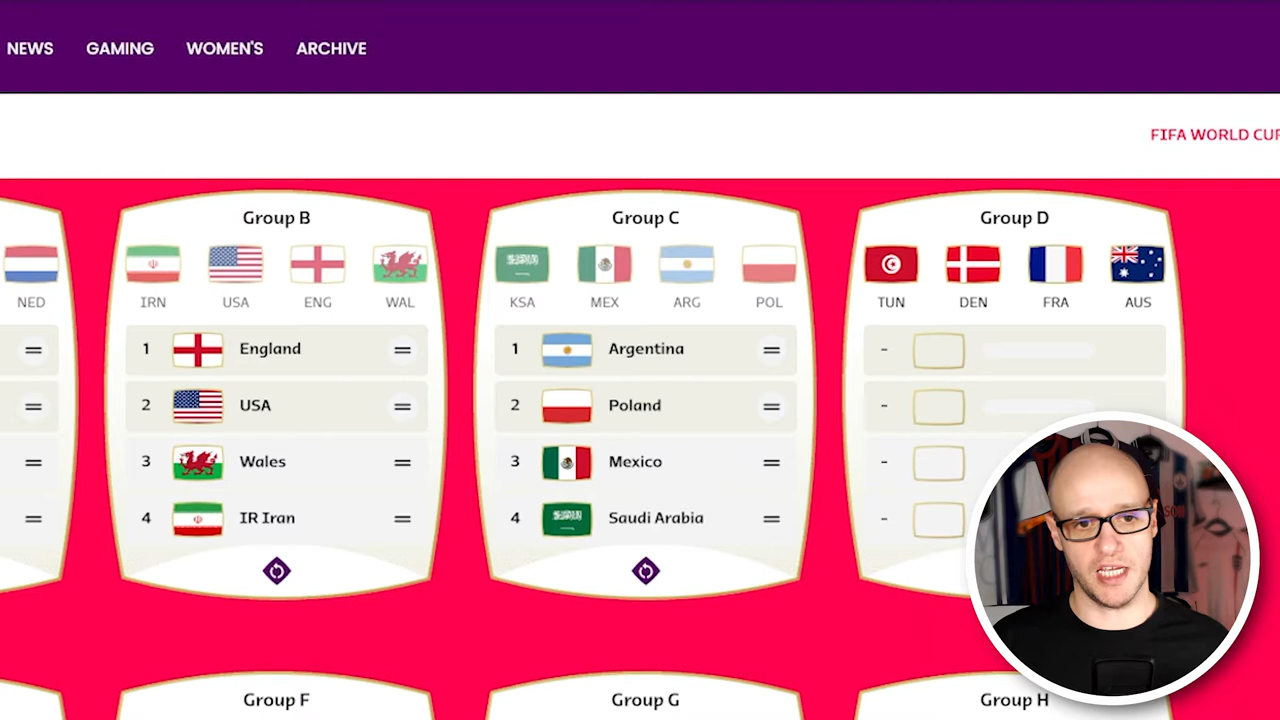 NEWS GAMING WOMEN'S ARCHIVE
FIFA WORLD CUP
Group B
IRN USA ENG WAL
1 England
2 USA
3 Wales
4 IR Iran
Group C
KSA MEX ARG POL
1 Argentina
2 Poland
3 Mexico
4 Saudi Arabia
Group D
TUN DEN FRA AUS
-
-
-
-
NED
Group F
Group G
Group H